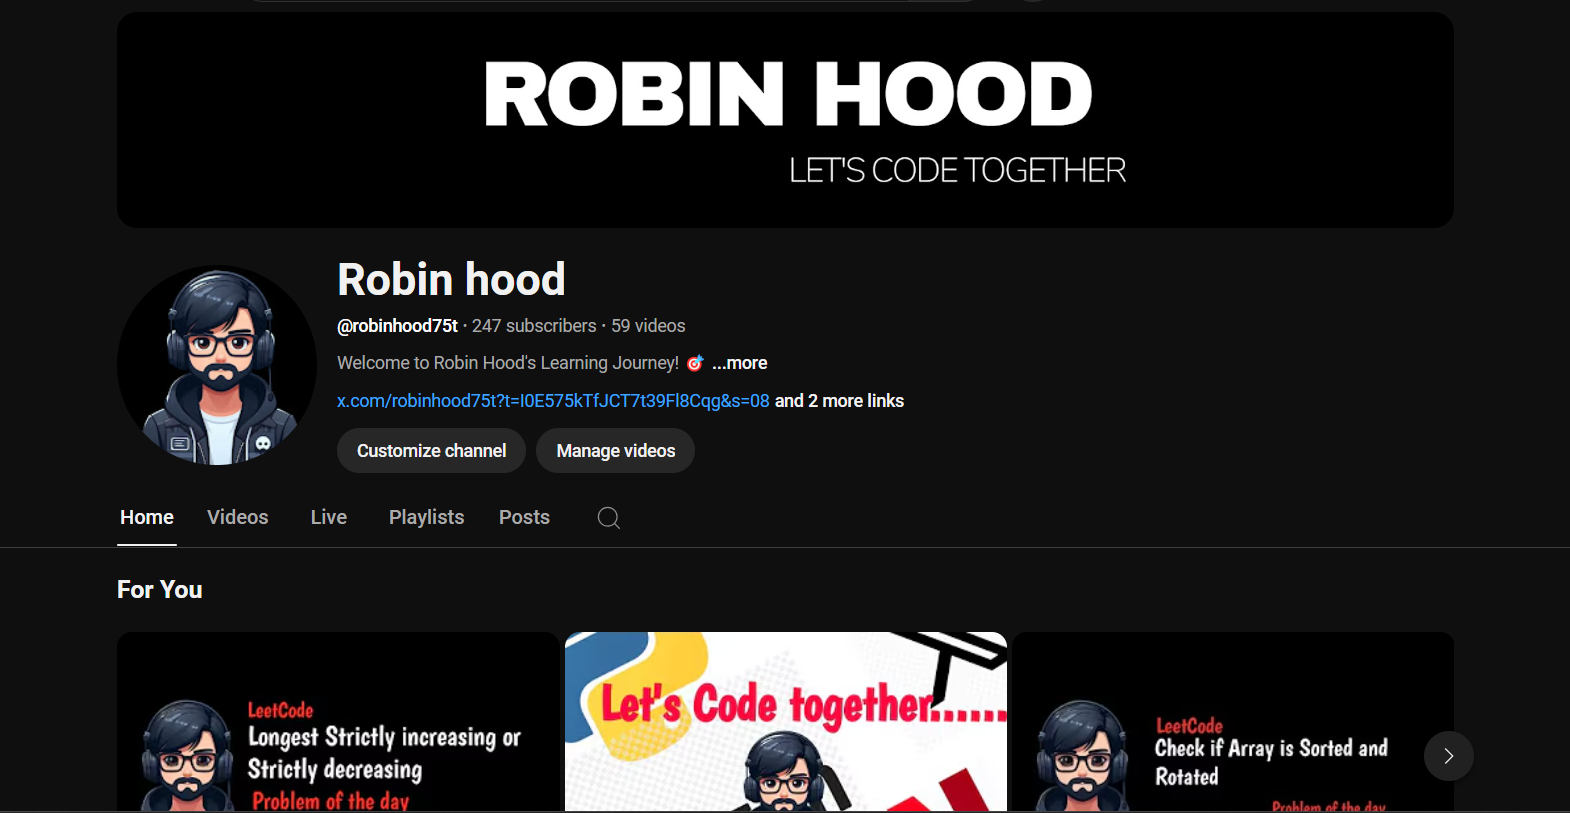 ROBIN HOOD
LET'S CODE TOGETHER
Robin hood
@robinhood75t • 247 subscribers • 59 videos
Welcome to Robin Hood's Learning Journey! 🎯 ...more
x.com/robinhood75t?t=I0E575kTfJCT7t39Fl8Cqg&s=08 and 2 more links
Customize channel Manage videos
Home Videos Live Playlists Posts
For You
LeetCode
Longest Strictly increasing or
Strictly decreasing
Problem of the day
Let's Code together......
LeetCode
Check if Array is Sorted and
Rotated
Problem of the day